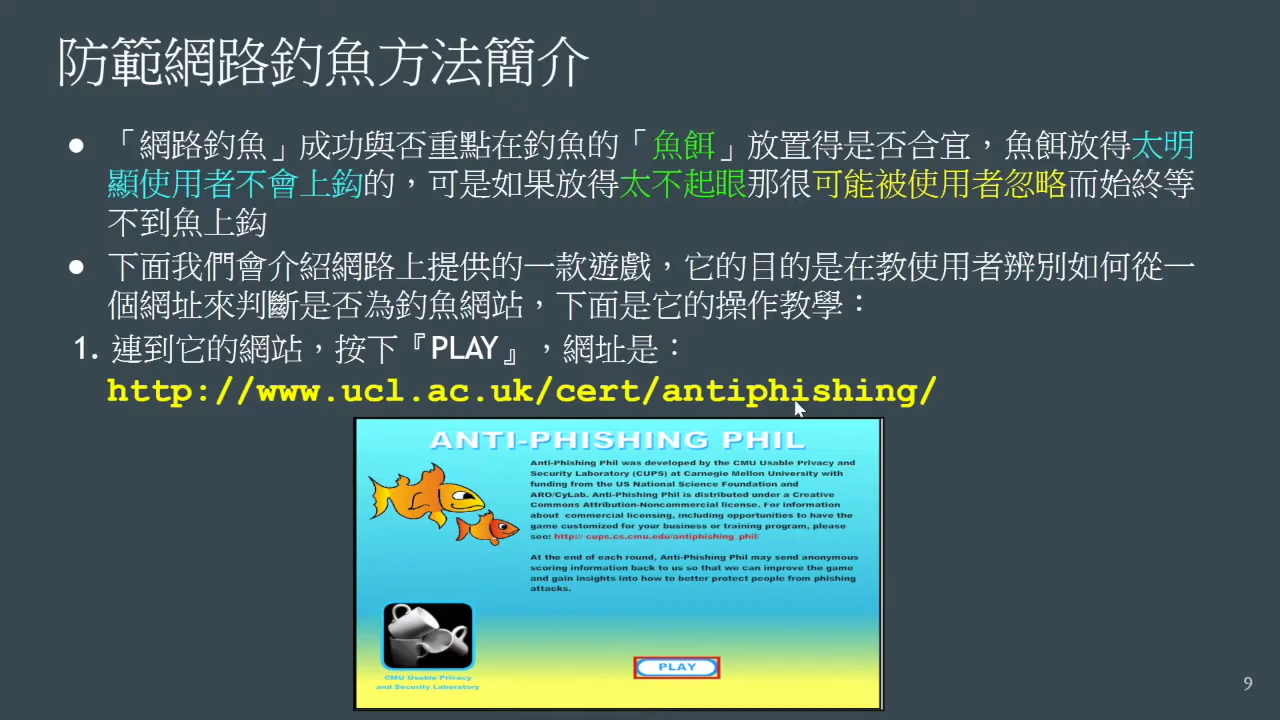 防範網路釣魚方法簡介
● 「網路釣魚」成功與否重點在釣魚的「魚餌」放置得是否合宜，魚餌放得太明
顯使用者不會上鈎的，可是如果放得太不起眼那很可能被使用者忽略而始終等
不到魚上鈎
● 下面我們會介紹網路上提供的一款遊戲，它的目的是在教使用者辨別如何從一
個網址來判斷是否為釣魚網站，下面是它的操作教學：
1. 連到它的網站，按下『PLAY』，網址是：
http://www.ucl.ac.uk/cert/antiphishing/
ANTI-PHISHING PHIL
Anti-Phishing Phil was developed by the CMU Usable Privacy and
Security Laboratory (CUPS) at Carnegie Mellon University with
funding from the US National Science Foundation and
ARO/CyLab. Anti-Phishing Phil is distributed under a Creative
Commons Attribution-Noncommercial license. For information
about commercial licensing, including opportunities to have the
game customized for your business or training program, please
see: http:// cups.cs.cmu.edu/antiphishing_phil/
At the end of each round, Anti-Phishing Phil may send anonymous
scoring information back to us so that we can improve the game
and gain insights into how to better protect people from phishing
attacks.
PLAY
CMU Usable Privacy
and Security Laboratory
9